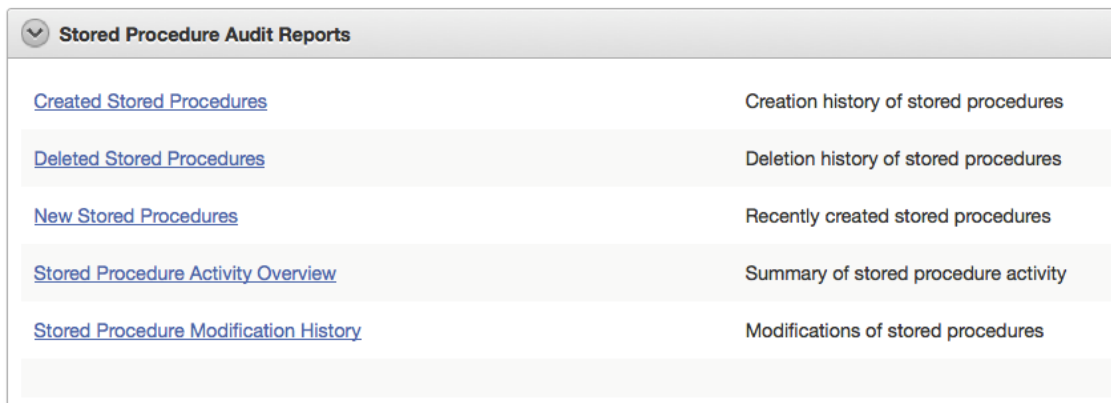 Stored Procedure Audit Reports
Created Stored Procedures Creation history of stored procedures
Deleted Stored Procedures Deletion history of stored procedures
New Stored Procedures Recently created stored procedures
Stored Procedure Activity Overview Summary of stored procedure activity
Stored Procedure Modification History Modifications of stored procedures